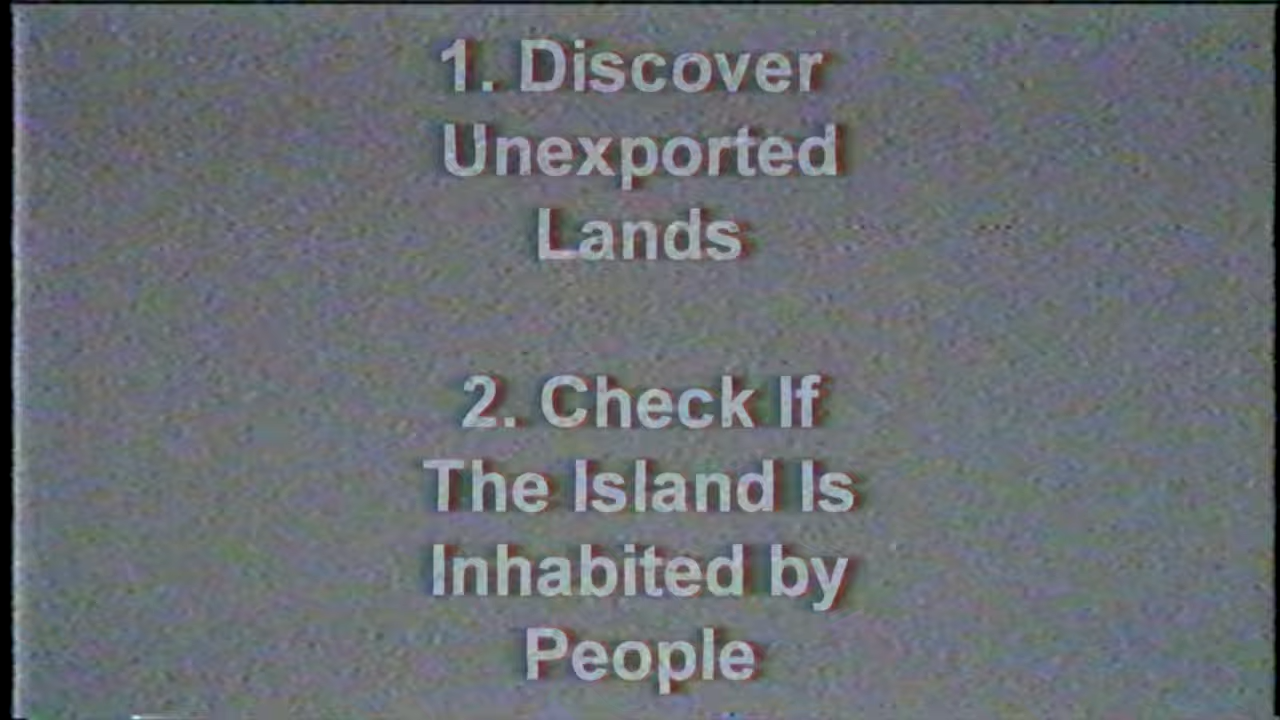 1. Discover
Unexported
Lands
2. Check If
The Island Is
Inhabited by
People